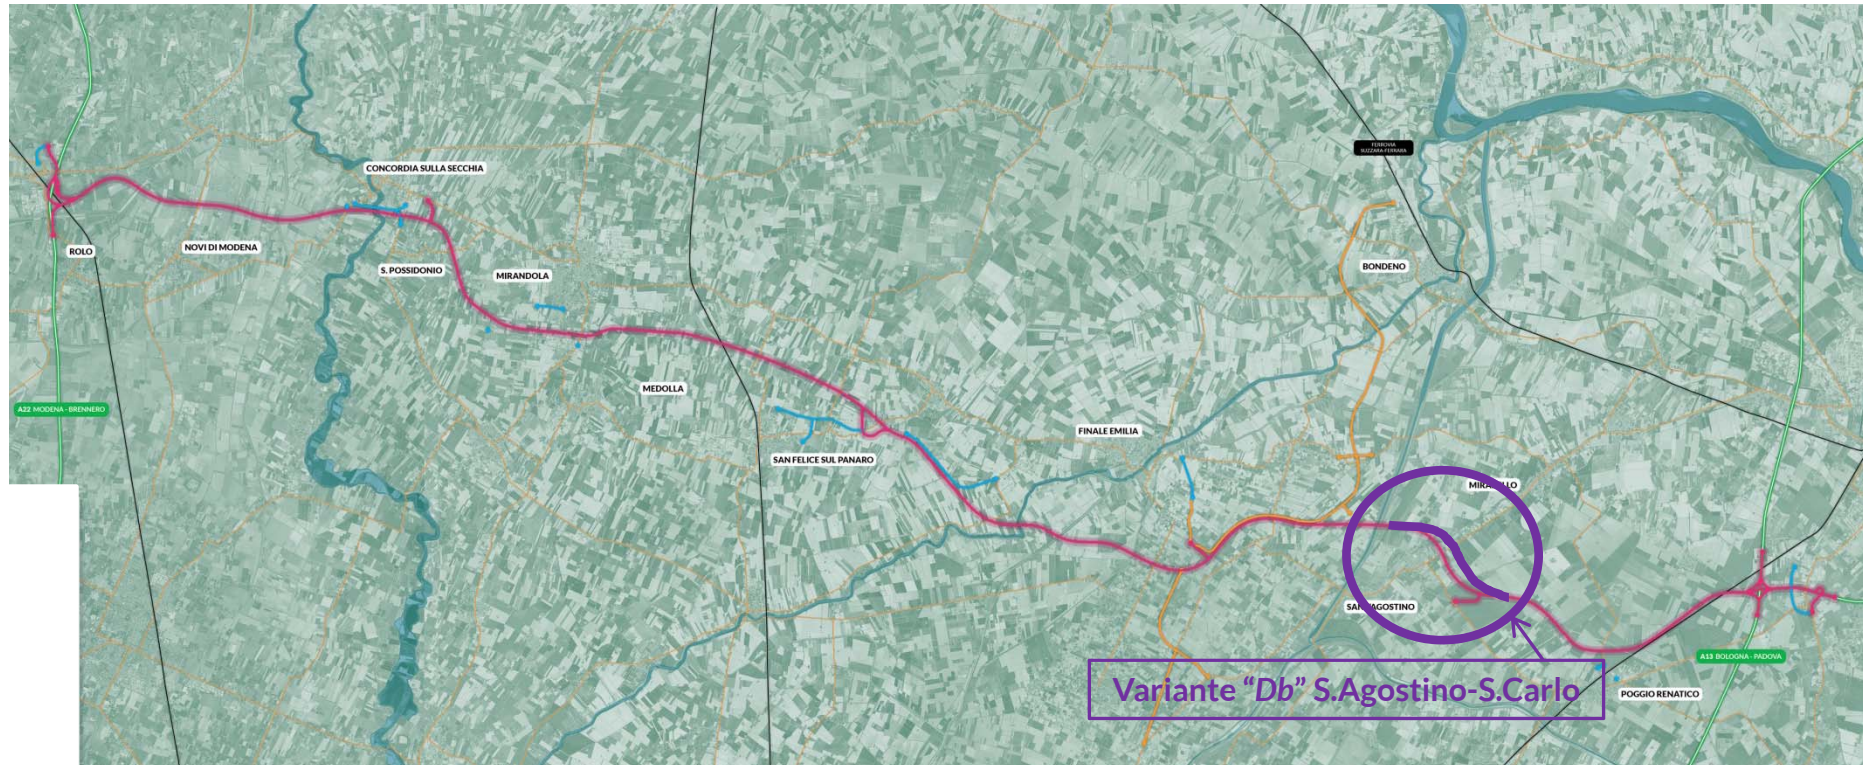 FERROVIA
SUZZARA-FERRARA
CONCORDIA SULLA SECCHIA
ROLO
NOVI DI MODENA
S. POSSIDONIO
MIRANDOLA
BONDENO
MEDOLLA
A22 MODENA - BRENNERO
FINALE EMILIA
SAN FELICE SUL PANARO
A13 BOLOGNA - PADOVA
Variante “Db” S.Agostino-S.Carlo
POGGIO RENATICO